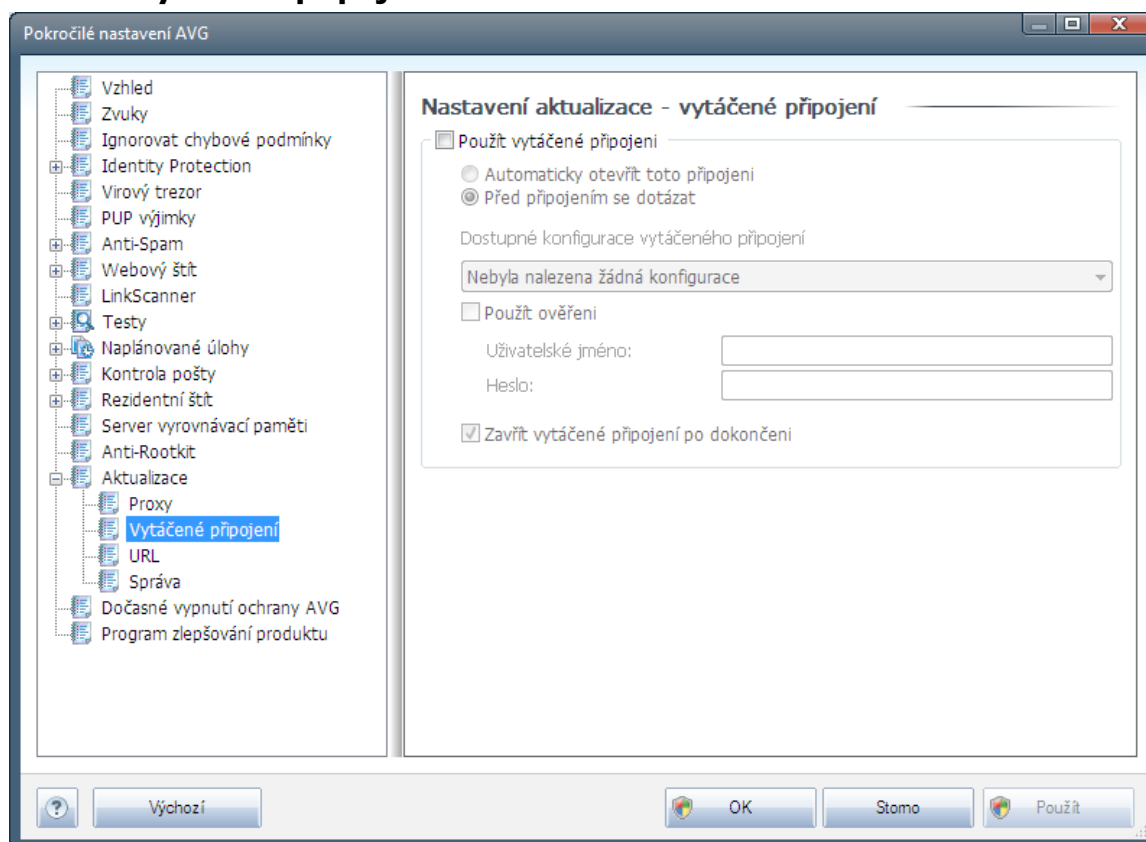 Pokročilé nastavení AVG
Vzhled
Zvuky
Ignorovat chybové podmínky
Identity Protection
Virový trezor
PUP výjimky
Anti-Spam
Webový štít
LinkScanner
Testy
Naplánované úlohy
Kontrola pošty
Rezidentní štít
Server vyrovnávací paměti
Anti-Rootkit
Aktualizace
Proxy
Vytáčené připojení
URL
Správa
Dočasné vypnutí ochrany AVG
Program zlepšování produktu
Nastavení aktualizace - vytáčené připojení
Použít vytáčené připojeni
Automaticky otevřít toto připojeni
Před připojením se dotázat
Dostupné konfigurace vytáčeného připojení
Nebyla nalezena žádná konfigurace
Použít ověřeni
Uživatelské jméno:
Heslo:
Zavřít vytáčené připojení po dokončeni
Výchozí
OK
Stomo
Použít